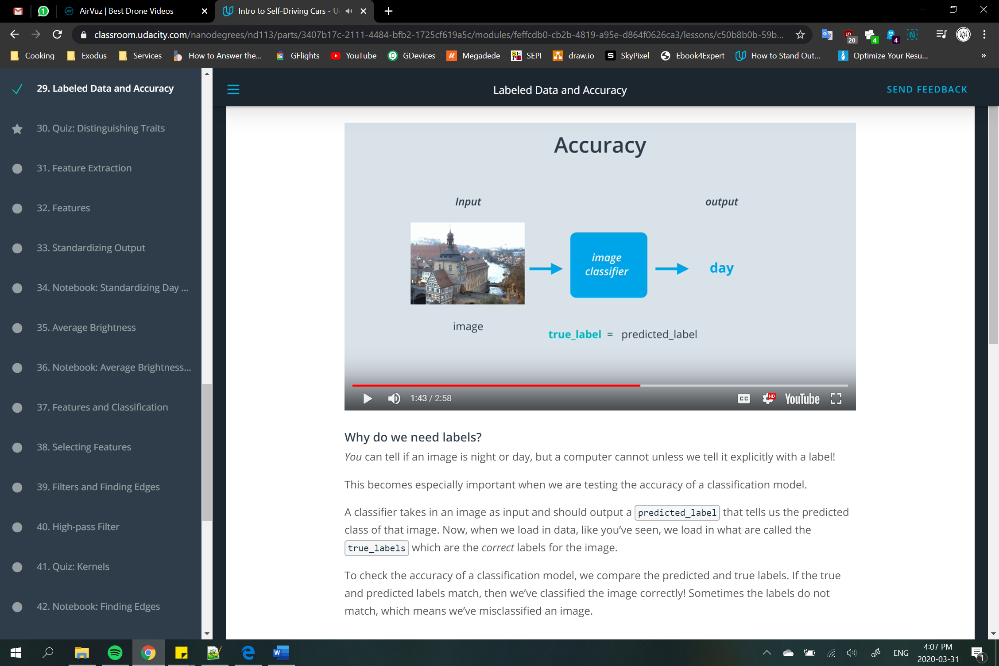 AirVūz | Best Drone Videos
Intro to Self-Driving Cars - U
classroom.udacity.com/nanodegrees/nd113/parts/3407b17c-2111-4484-bfb2-1725cf619a5c/modules/feffcdb0-cb2b-4819-a95e-d864f0626ca3/lessons/c50b8b0b-59b...
20
4
4
Cooking
Exodus
Services
How to Answer the...
GFlights
YouTube
GDevices
Megadede
SEPI
draw.io
SkyPixel
Ebook4Expert
How to Stand Out...
Optimize Your Resu...
»
29. Labeled Data and Accuracy
30. Quiz: Distinguishing Traits
31. Feature Extraction
32. Features
33. Standardizing Output
34. Notebook: Standardizing Day ...
35. Average Brightness
36. Notebook: Average Brightness...
37. Features and Classification
38. Selecting Features
39. Filters and Finding Edges
40. High-pass Filter
41. Quiz: Kernels
42. Notebook: Finding Edges
Labeled Data and Accuracy
SEND FEEDBACK
Accuracy
Input
output
image
classifier
day
image
true_label = predicted_label
1:43 / 2:58
CC
HD
YouTube
Why do we need labels?
You can tell if an image is night or day, but a computer cannot unless we tell it explicitly with a label!
This becomes especially important when we are testing the accuracy of a classification model.
A classifier takes in an image as input and should output a predicted_label that tells us the predicted
class of that image. Now, when we load in data, like you've seen, we load in what are called the
true_labels which are the correct labels for the image.
To check the accuracy of a classification model, we compare the predicted and true labels. If the true
and predicted labels match, then we've classified the image correctly! Sometimes the labels do not
match, which means we've misclassified an image.
ENG
4:07 PM
2020-03-31
1